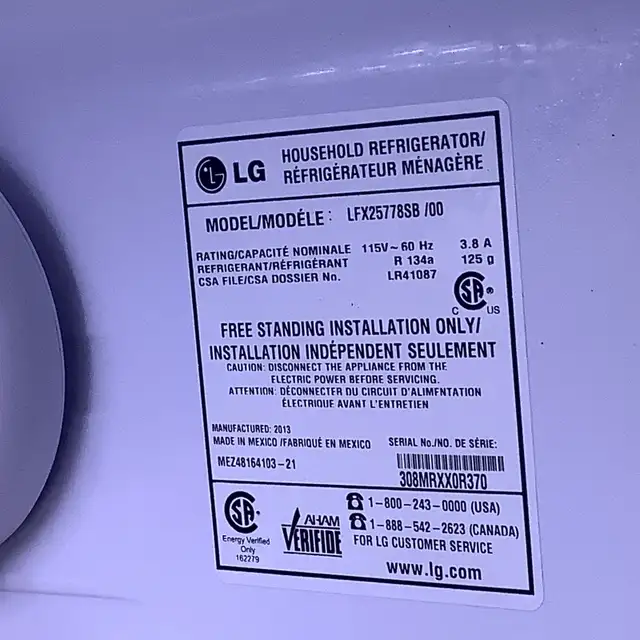 LG HOUSEHOLD REFRIGERATOR/
RÉFRIGÉRATEUR MÉNAGÈRE
MODEL/MODÉLE : LFX25778SB /00
RATING/CAPACITÉ NOMINALE 115V~60 Hz 3.8 A
REFRIGERANT/RÉFRIGÉRANT R 134a 125 g
CSA FILE/CSA DOSSIER No. LR41087
SA ®
C US
FREE STANDING INSTALLATION ONLY/
INSTALLATION INDÉPENDENT SEULEMENT
CAUTION: DISCONNECT THE APPLIANCE FROM THE
ELECTRIC POWER BEFORE SERVICING.
ATTENTION: DÉCONNECTER DU CIRCUIT D'ALIMENTATION
ÉLECTRIQUE AVANT L'ENTRETIEN
MANUFACTURED: 2013
MADE IN MEXICO/FABRIQUÉ EN MEXICO
SERIAL No./NO. DE SÉRIE:
MEZ48164103-21
308MRXX0R370
SA ®
Energy Verified
Only
162279
AHAM
VERIFIDE
1-800-243-0000 (USA)
1-888-542-2623 (CANADA)
FOR LG CUSTOMER SERVICE
www.lg.com